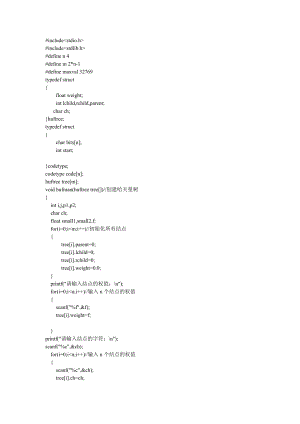 #include<stdio.h>
#include<stdlib.h>
#define n 4
#define m 2*n-1
#define maxval 32769
typedef struct
{
float weight;
int lchild,rchild,parent;
char ch;
}huftree;
typedef struct
{
char bits[n];
int start;
}codetype;
codetype code[n];
huftree tree[m];
void hufman(huftree tree[])//创建哈夫曼树
{
int i,j,p1,p2;
char ch;
float small1,small2,f;
for(i=0;i<m;i++)//初始化所有结点
{
tree[i].parent=0;
tree[i].lchild=0;
tree[i].rchild=0;
tree[i].weight=0.0;
}
printf("请输入结点的权值：\n");
for(i=0;i<n;i++)//输入 n 个结点的权值
{
scanf("%f",&f);
tree[i].weight=f;
}
printf("请输入结点的字符：\n");
scanf("%c",&ch);
for(i=0;i<n;i++)//输入 n 个结点的权值
{
scanf("%c",&ch);
tree[i].ch=ch;